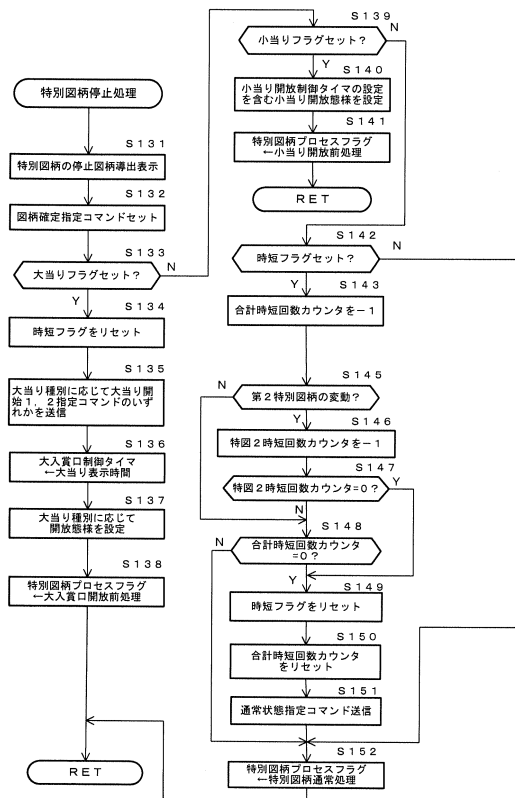 特別図柄停止処理
S131
特別図柄の停止図柄導出表示
S132
図柄確定指定コマンドセット
S133
大当りフラグセット？
N
Y
S134
時短フラグをリセット
S135
大当り種別に応じて大当り開
始１，２指定コマンドのいず
れかを送信
S136
大入賞口制御タイマ
←大当り表示時間
S137
大当り種別に応じて
開放態様を設定
S138
特別図柄プロセスフラグ
←大入賞口開放前処理
RET
S139
小当りフラグセット？
N
Y
S140
小当り開放制御タイマの設定
を含む小当り開放態様を設定
S141
特別図柄プロセスフラグ
←小当り開放前処理
RET
S142
時短フラグセット？
N
Y
S143
合計時短回数カウンタを－１
S145
N
第２特別図柄の変動？
Y
S146
特図２時短回数カウンタを－１
S147
特図２時短回数カウンタ=０？
Y
N
S148
N
合計時短回数カウンタ
=０？
Y
S149
時短フラグをリセット
S150
合計時短回数カウンタ
をリセット
S151
通常状態指定コマンド送信
S152
特別図柄プロセスフラグ
←特別図柄通常処理